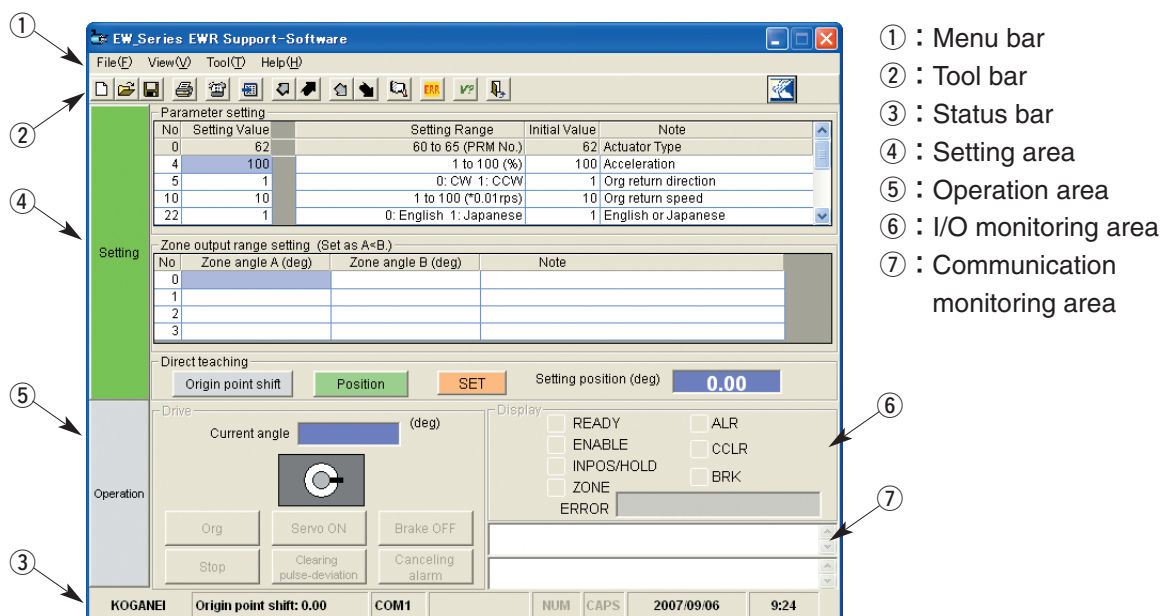 ①
②
④
⑤
③
⑥
⑦
EW_Series EWR Support-Software
File(F) View(V) Tool(T) Help(H)
ERR V?
Setting
Parameter setting
No Setting Value Setting Range Initial Value Note
0 62 60 to 65 (PRM No.) 62 Actuator Type
4 100 1 to 100 (%) 100 Acceleration
5 1 0: CW 1: CCW 1 Org return direction
10 10 1 to 100 (*0.01rps) 10 Org return speed
22 1 0: English 1: Japanese 1 English or Japanese
Zone output range setting (Set as A<B.)
No Zone angle A (deg) Zone angle B (deg) Note
0
1
2
3
Direct teaching
Origin point shift Position SET Setting position (deg) 0.00
Operation
Drive
Current angle (deg)
Org Servo ON Brake OFF
Stop Clearing pulse-deviation Canceling alarm
Display
READY ALR
ENABLE CCLR
INPOS/HOLD
ZONE BRK
ERROR
KOGANEI Origin point shift: 0.00 COM1 NUM CAPS 2007/09/06 9:24
①：Menu bar
②：Tool bar
③：Status bar
④：Setting area
⑤：Operation area
⑥：I/O monitoring area
⑦：Communication
monitoring area